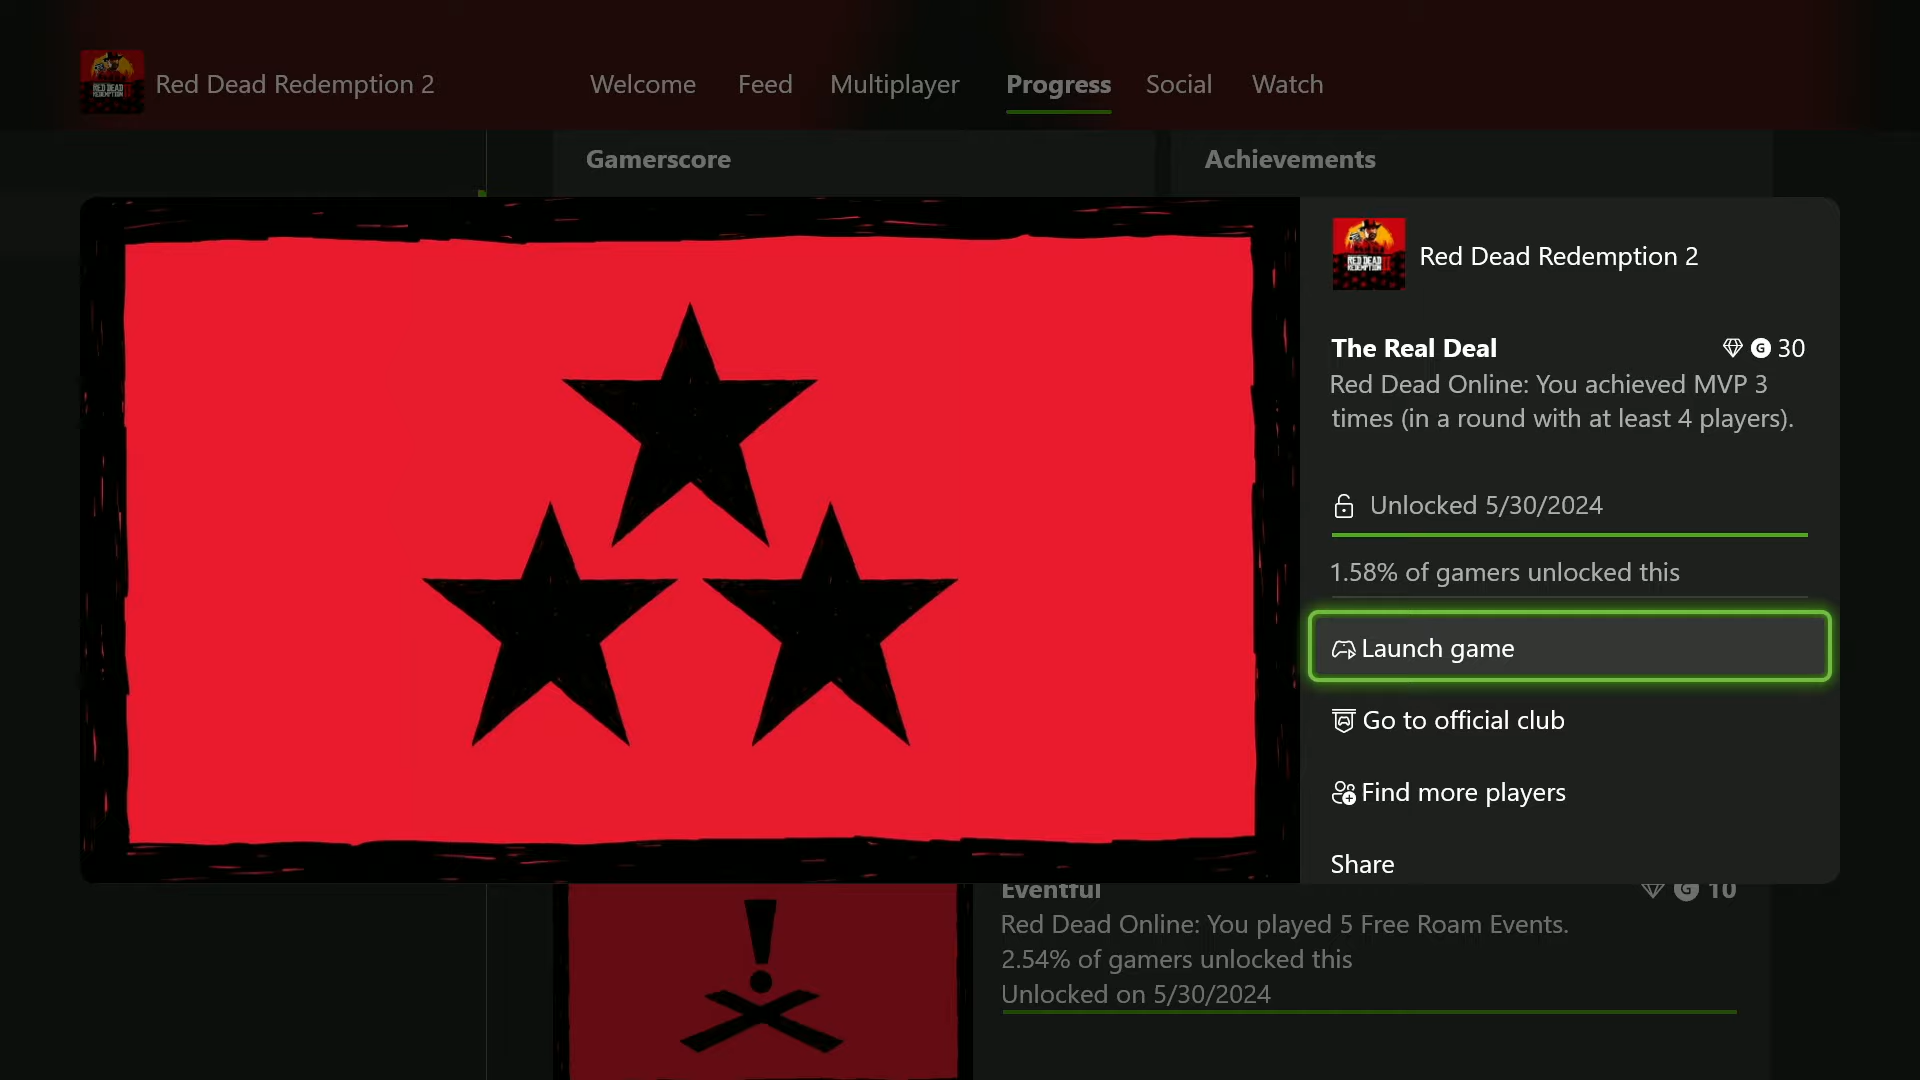 Red Dead Redemption 2
Welcome
Feed
Multiplayer
Progress
Social
Watch
Gamerscore
Achievements
RED DEAD
REDEMPTION
Red Dead Redemption 2
The Real Deal
G 30
Red Dead Online: You achieved MVP 3
times (in a round with at least 4 players).
Unlocked 5/30/2024
1.58% of gamers unlocked this
Launch game
Go to official club
Find more players
Share
Eventful
G 10
Red Dead Online: You played 5 Free Roam Events.
2.54% of gamers unlocked this
Unlocked on 5/30/2024